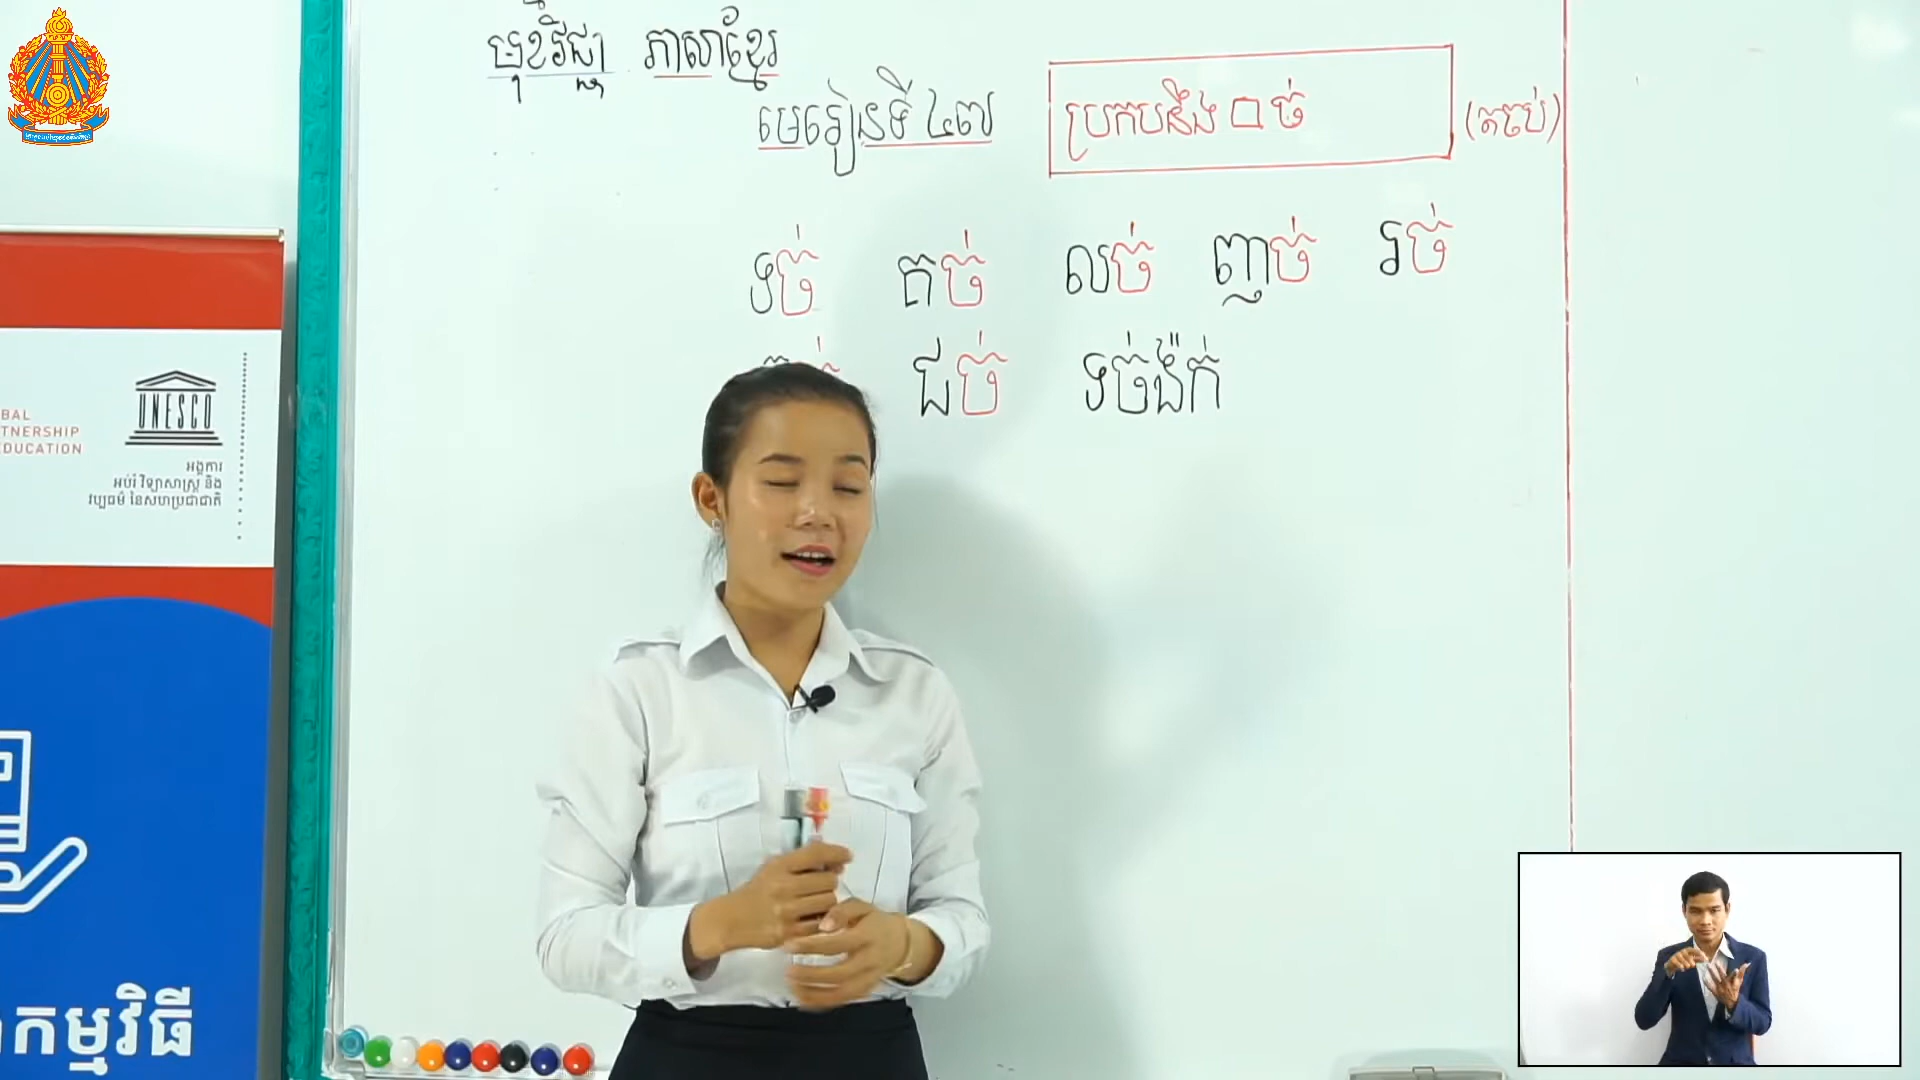 មុខវិជ្ជា ភាសាខ្មែរ
មេរៀនទី ៤៧
ប្រកបនឹង □ច់
(តចប់)
ទច់ គច់ លច់ ញាច់ រច់
ជច់ ទច់ង៉ក់
BAL
TNERSHIP
EDUCATION
UNESCO
អង្គការ
អប់រំ វិទ្យាសាស្ត្រ និង
វប្បធម៌ នៃសហប្រជាជាតិ
កម្មវិធី